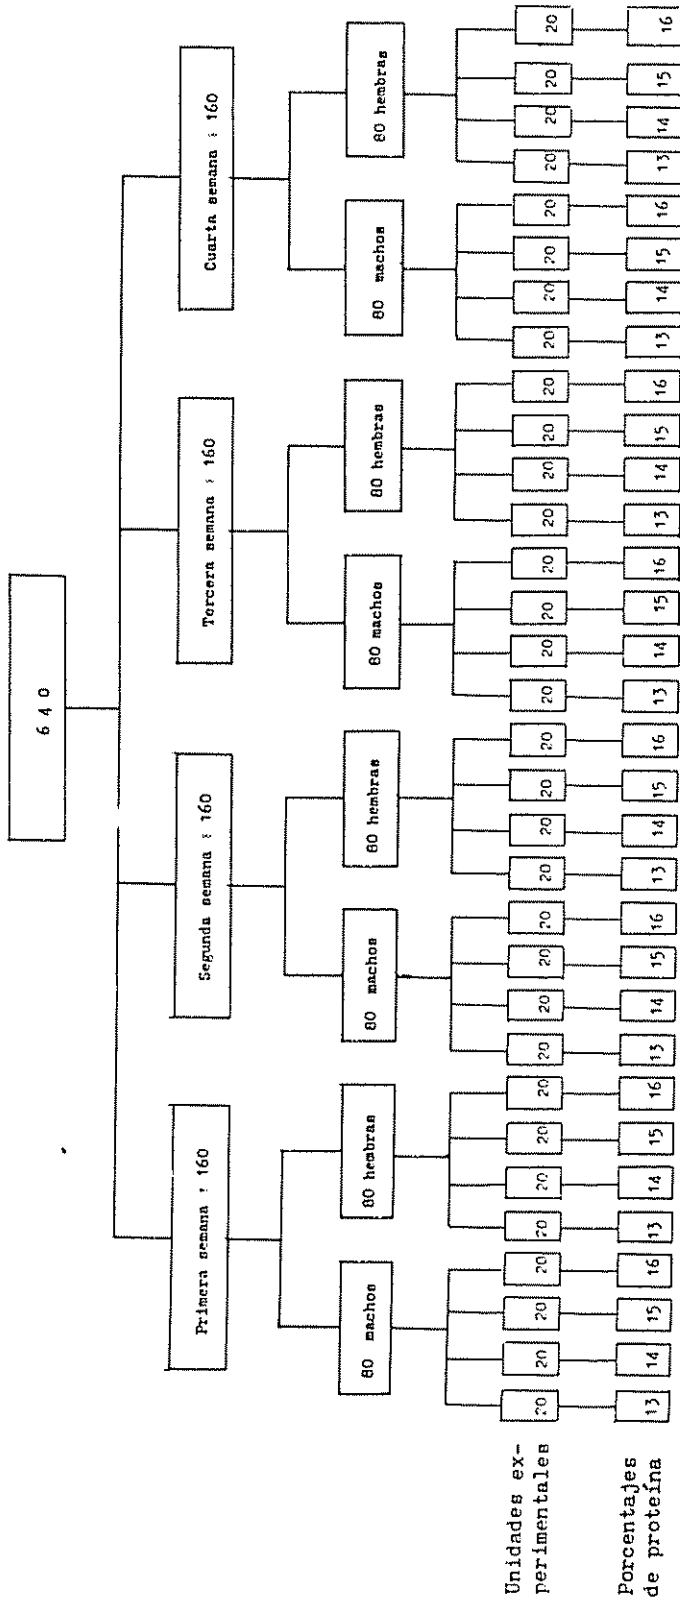 6 4 0
Primera semana : 160
Segunda semana : 160
Tercera semana : 160
Cuarta semana : 160
80 machos
80 hembras
80 machos
80 hembras
80 machos
80 hembras
80 machos
80 hembras
Unidades ex-
perimentales
20 20 20 20 20 20 20 20 20 20 20 20 20 20 20 20 20 20 20 20 20 20 20 20 20 20 20 20 20 20 20 20
Porcentajes
de proteína
13 14 15 16 13 14 15 16 13 14 15 16 13 14 15 16 13 14 15 16 13 14 15 16 13 14 15 16 13 14 15 16